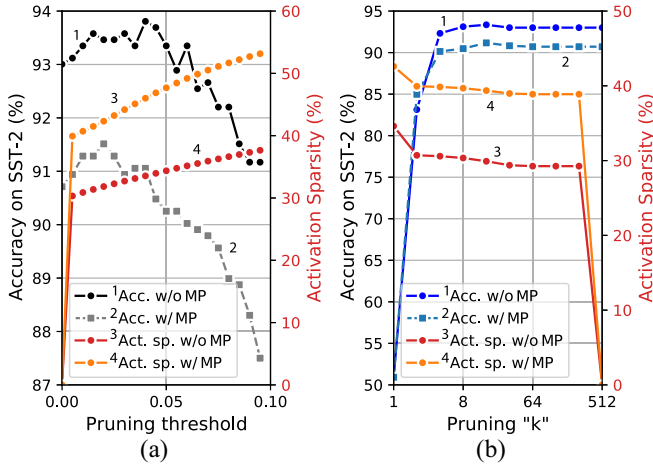 Accuracy on SST-2 (%)
95
94
93
92
91
90
89
88
87
60
50
40
30
20
10
0
Activation Sparsity (%)
1
3
4
2
1Acc. w/o MP
2Acc. w/ MP
3Act. sp. w/o MP
4Act. sp. w/ MP
0.00
0.05
0.10
Pruning threshold
(a)
Accuracy on SST-2 (%)
95
90
85
80
75
70
65
60
55
50
50
40
30
20
10
0
Activation Sparsity (%)
1
2
4
3
1Acc. w/o MP
2Acc. w/ MP
3Act. sp. w/o MP
4Act. sp. w/ MP
1
8
64
512
Pruning "k"
(b)